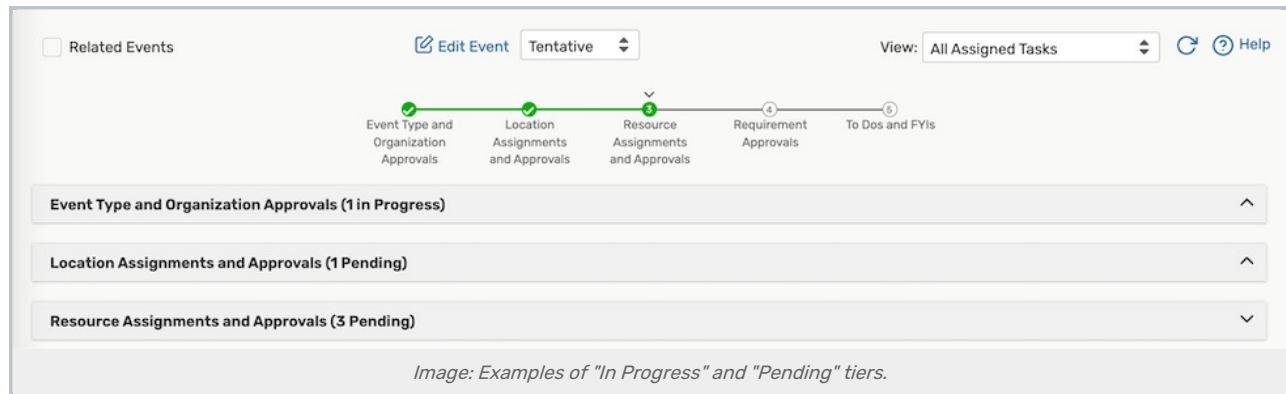 Related Events
Edit Event
Tentative
View: All Assigned Tasks
Help
3
4
5
Event Type and
Organization
Approvals
Location
Assignments
and Approvals
Resource
Assignments
and Approvals
Requirement
Approvals
To Dos and FYIs
Event Type and Organization Approvals (1 in Progress)
Location Assignments and Approvals (1 Pending)
Resource Assignments and Approvals (3 Pending)
Image: Examples of "In Progress" and "Pending" tiers.